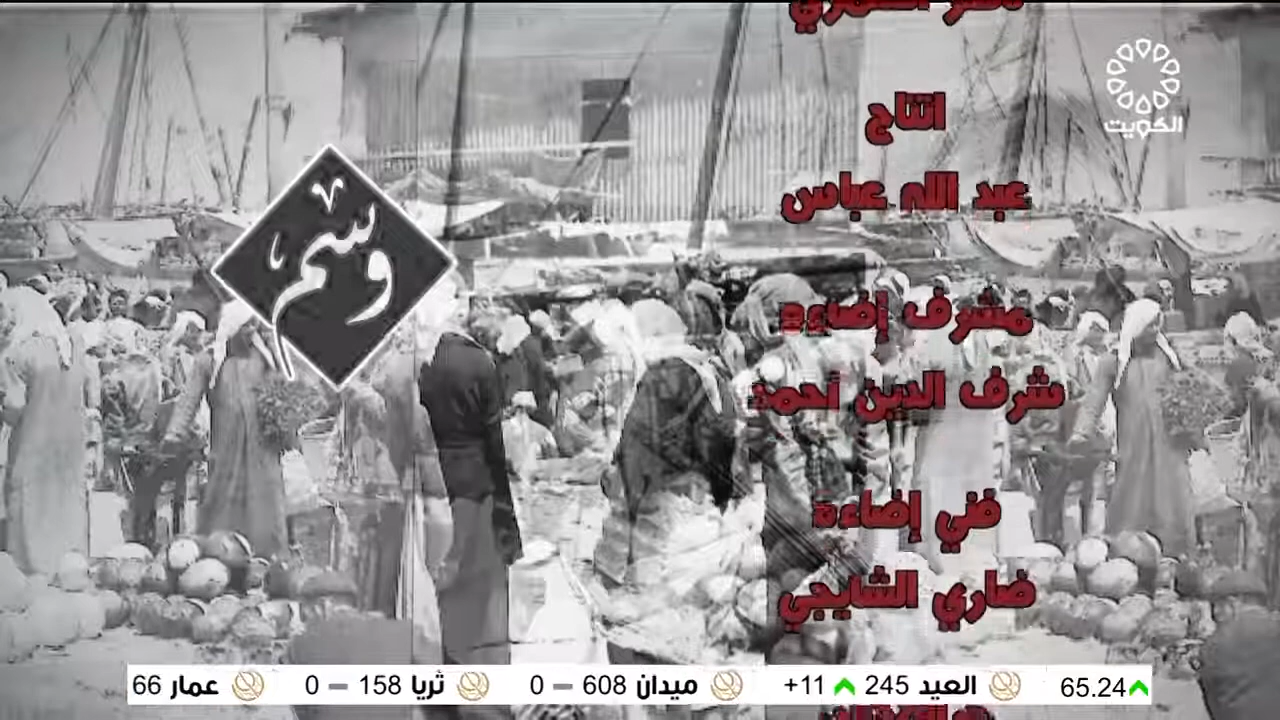 الكويت
وسم
انتاج
عبد الله عباس
مشرف إضاءة
شرف الدين أحمد
فني إضاءة
ضاري الشايجي
65.24 العيد 245 +11 ميدان 608 0 ثريا 158 0 عمار 66